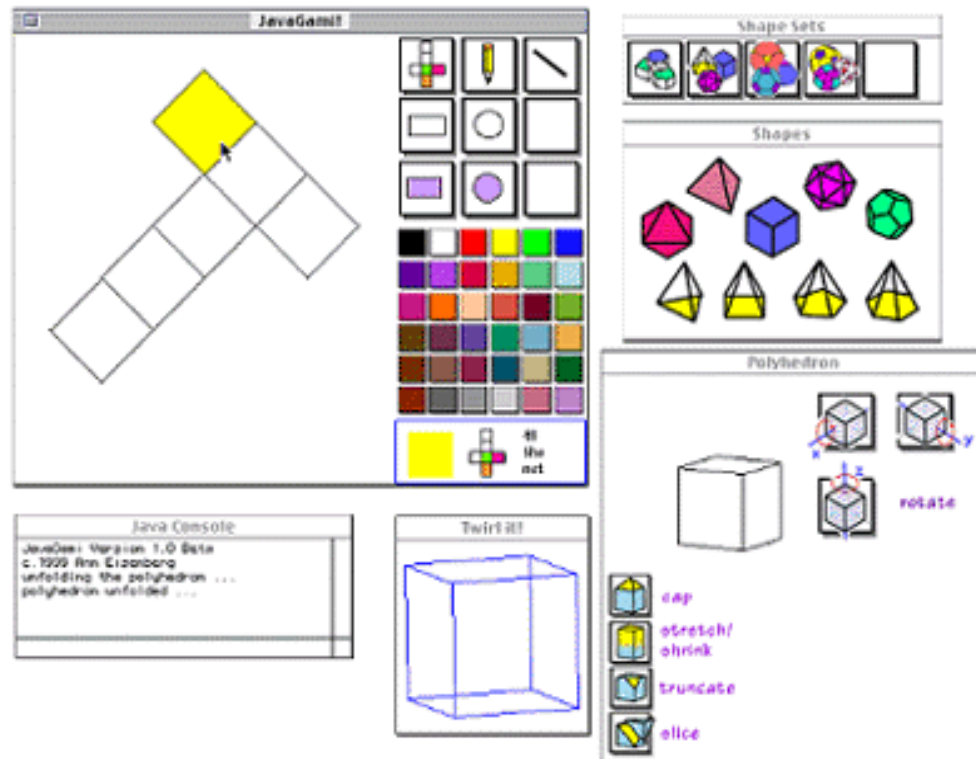 JavaGami!
fill
the
net
Java Console
JavaGami Version 1.0 Beta
c.1999 Ann Eisenberg
unfolding the polyhedron ...
polyhedron unfolded ...
Twirl it!
Shape Sets
Shapes
Polyhedron
x
y
z
rotate
cap
stretch/
shrink
truncate
slice